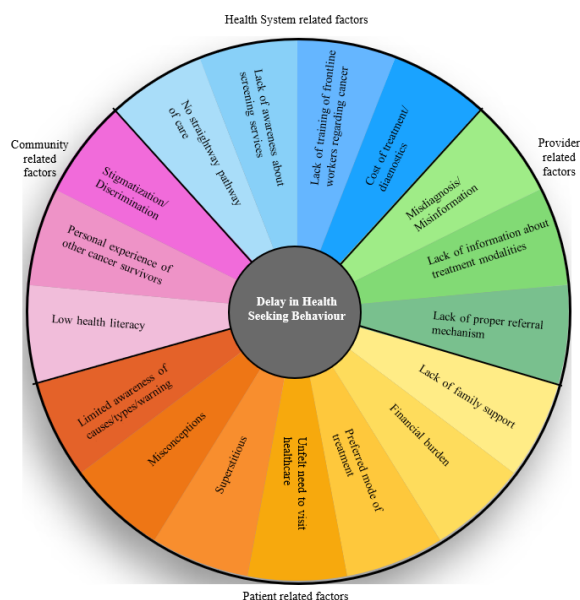 Health System related factors
Community
related
factors
Provider
related
factors
No straightway pathway
of care
Lack of awareness about
screening services
Lack of training of frontline
workers regarding cancer
Cost of treatment/
diagnostics
Misdiagnosis/
Misinformation
Lack of information about
treatment modalities
Lack of proper referral
mechanism
Lack of family support
Financial burden
Preferred mode of
treatment
Unfelt need to visit
healthcare
Superstitious
Misconceptions
Limited awareness of
causes/types/warning
Low health literacy
Personal experience of
other cancer survivors
Stigmatization/
Discrimination
Delay in Health
Seeking Behaviour
Patient related factors